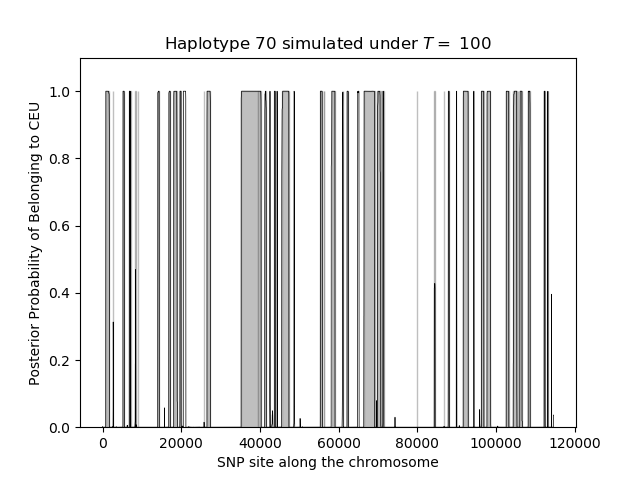 Haplotype 70 simulated under T = 100
Posterior Probability of Belonging to CEU
1.0
0.8
0.6
0.4
0.2
0.0
0 20000 40000 60000 80000 100000 120000
SNP site along the chromosome